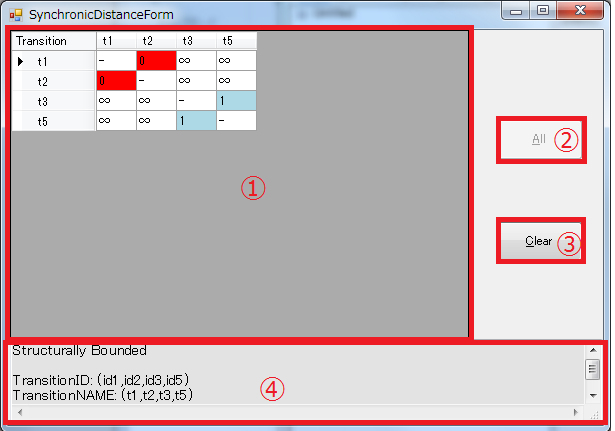 SynchronicDistanceForm
Transition t1 t2 t3 t5
t1 - 0 ∞ ∞
t2 0 - ∞ ∞
t3 ∞ ∞ - 1
t5 ∞ ∞ 1 -
①
All ②
Clear ③
Structurally Bounded
TransitionID: (id1,id2,id3,id5)
TransitionNAME: (t1,t2,t3,t5)
④